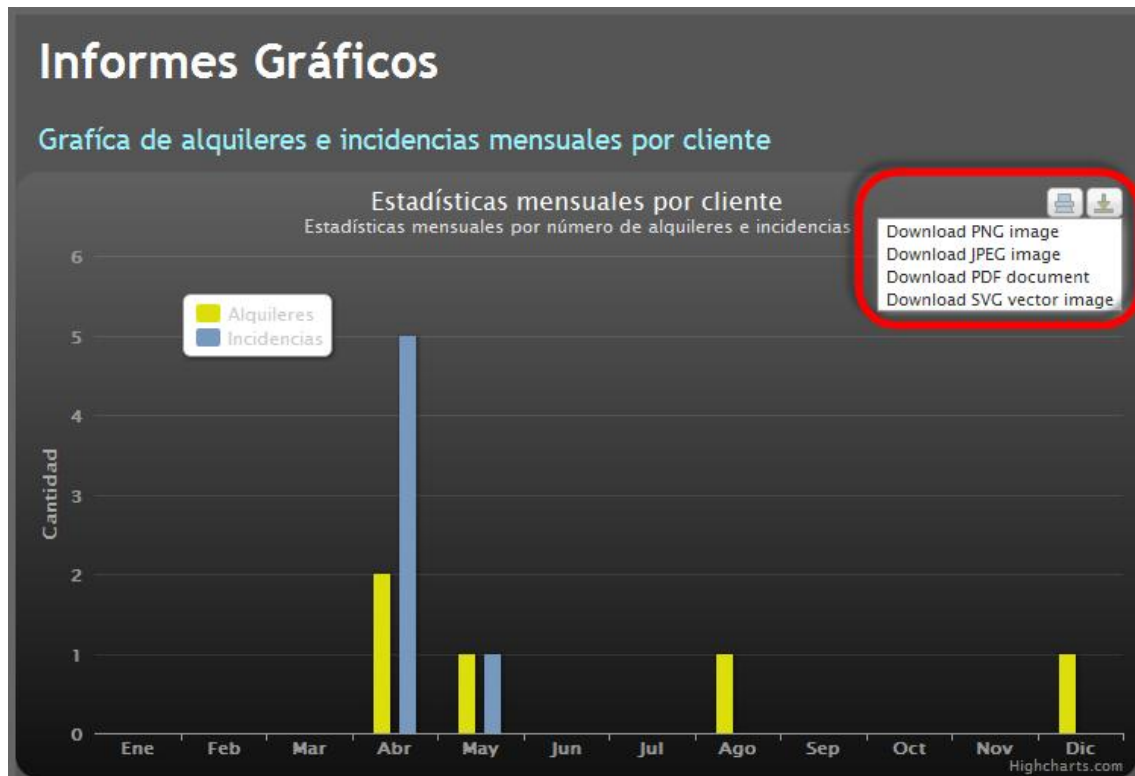 Informes Gráficos
Grafíca de alquileres e incidencias mensuales por cliente
Estadísticas mensuales por cliente
Estadísticas mensuales por número de alquileres e incidencias
Download PNG image
Download JPEG image
Download PDF document
Download SVG vector image
Alquileres
Incidencias
Cantidad
6
5
4
3
2
1
0
Ene Feb Mar Abr May Jun Jul Ago Sep Oct Nov Dic
Highcharts.com